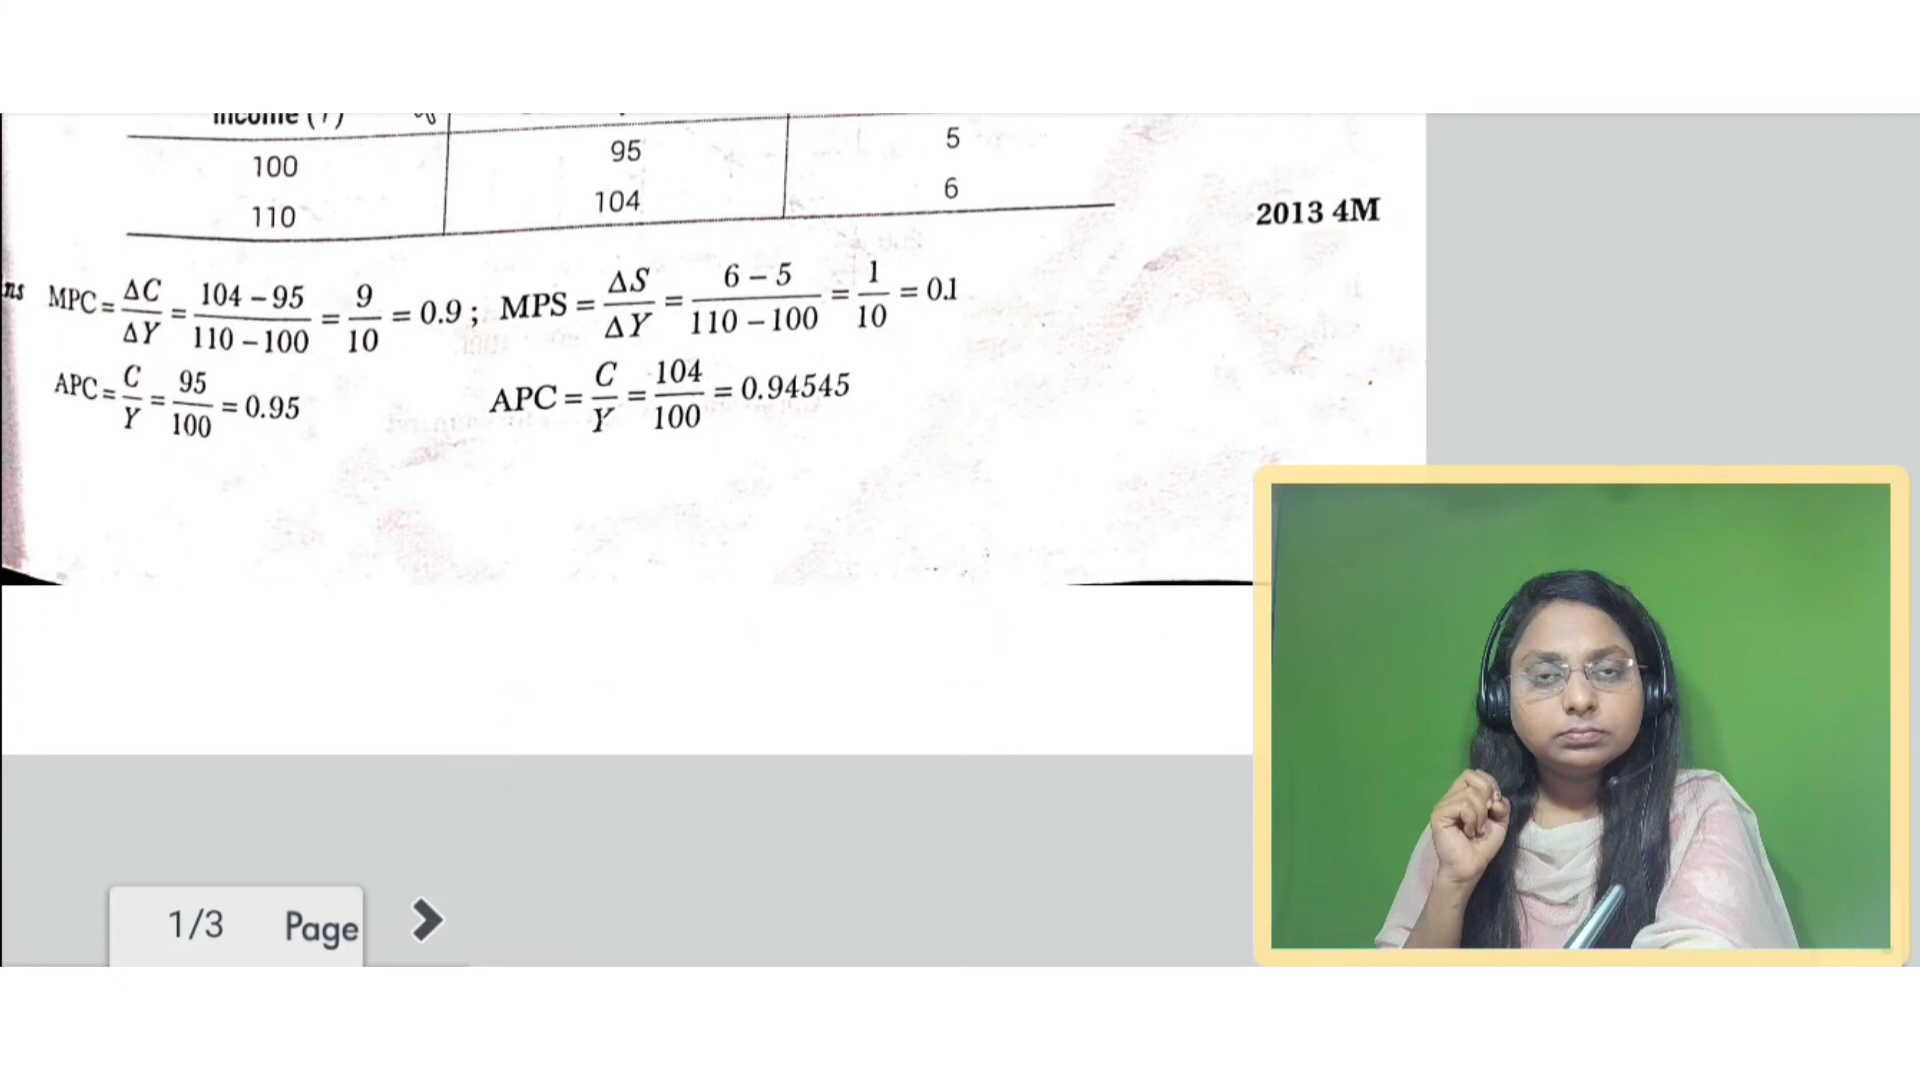 Income (Y)
100 95 5
110 104 6
2013 4M
ns MPC = ΔC/ΔY = 104 – 95/110 – 100 = 9/10 = 0.9 ; MPS = ΔS/ΔY = 6 – 5/110 – 100 = 1/10 = 0.1
APC = C/Y = 95/100 = 0.95 APC = C/Y = 104/100 = 0.94545
1/3 Page